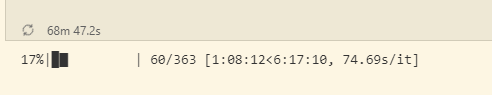 68m 47.2s
17%|█▋        | 60/363 [1:08:12<6:17:10, 74.69s/it]